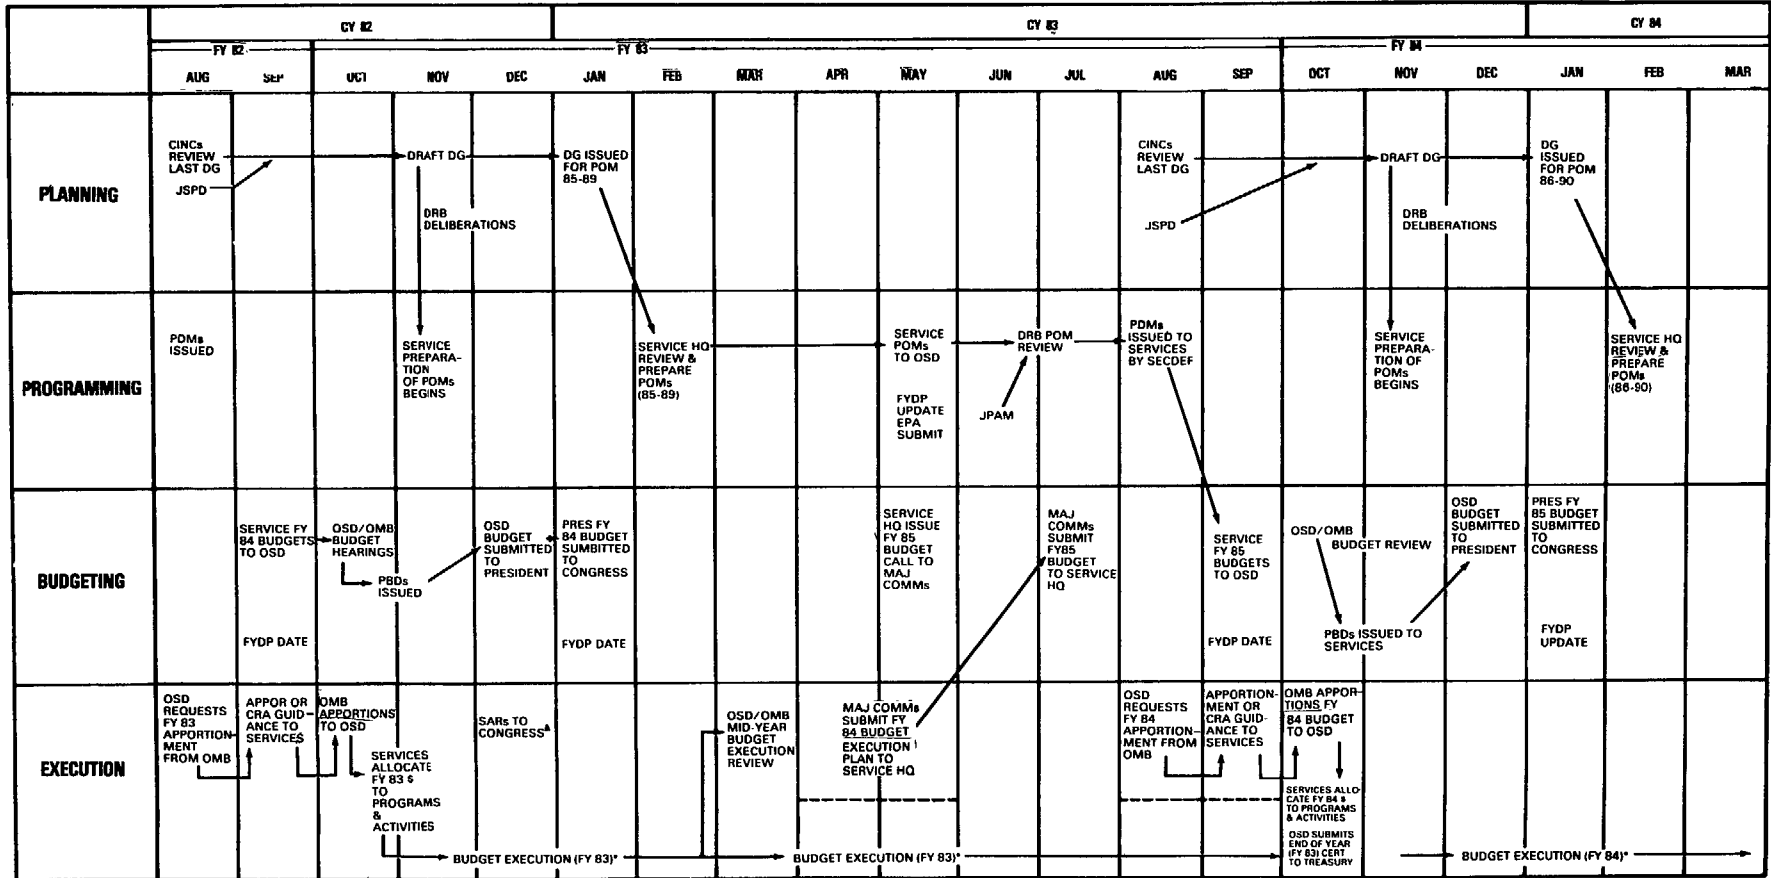 CY 82
CY 83
CY 84
FY 82
FY 83
FY 84
AUG
SEP
OCT
NOV
DEC
JAN
FEB
MAR
APR
MAY
JUN
JUL
AUG
SEP
OCT
NOV
DEC
JAN
FEB
MAR
PLANNING
CINCs
REVIEW
LAST DG
JSPD
DRAFT DG
DRB
DELIBERATIONS
DG ISSUED
FOR POM
85-89
CINCs
REVIEW
LAST DG
JSPD
DRAFT DG
DRB
DELIBERATIONS
DG
ISSUED
FOR POM
86-90
PROGRAMMING
PDMs
ISSUED
SERVICE
PREPARA-
TION
OF POMs
BEGINS
SERVICE HQ
REVIEW &
PREPARE
POMs
(85-89)
SERVICE
POMs
TO OSD
FYDP
UPDATE
EPA
SUBMIT
DRB POM
REVIEW
JPAM
PDMs
ISSUED TO
SERVICES
BY SECDEF
SERVICE
PREPARA-
TION OF
POMs
BEGINS
SERVICE HQ
REVIEW &
PREPARE
POMs
(86-90)
BUDGETING
SERVICE FY
84 BUDGETS
TO OSD
FYDP DATE
OSD/OMB
BUDGET
HEARINGS
PBDs
ISSUED
OSD
BUDGET
SUBMITTED
TO
PRESIDENT
PRES FY
84 BUDGET
SUMBITTED
TO
CONGRESS
FYDP DATE
SERVICE
HQ ISSUE
FY 85
BUDGET
CALL TO
MAJ
COMMs
MAJ
COMMs
SUBMIT
FY85
BUDGET
TO SERVICE
HQ
SERVICE
FY 85
BUDGETS
TO OSD
FYDP DATE
OSD/OMB
BUDGET REVIEW
PBDs ISSUED TO
SERVICES
OSD
BUDGET
SUBMITTED
TO
PRESIDENT
PRES FY
85 BUDGET
SUBMITTED
TO
CONGRESS
FYDP
UPDATE
EXECUTION
OSD
REQUESTS
FY 83
APPORTION-
MENT
FROM OMB
APPOR OR
CRA GUID-
ANCE TO
SERVICES
OMB
APPORTIONS
TO OSD
SERVICES
ALLOCATE
FY 83 $
TO
PROGRAMS
&
ACTIVITIES
SARs TO
CONGRESS
BUDGET EXECUTION (FY 83)*
OSD/OMB
MID-YEAR
BUDGET
EXECUTION
REVIEW
MAJ COMMs
SUBMIT FY
84 BUDGET
EXECUTION
PLAN TO
SERVICE HQ
BUDGET EXECUTION (FY 83)*
OSD
REQUESTS
FY 84
APPORTION-
MENT FROM
OMB
APPORTION-
MENT OR
CRA GUID-
ANCE TO
SERVICES
OMB APPOR-
TIONS FY
84 BUDGET
TO OSD
SERVICES ALLO-
CATE FY 84 $
TO PROGRAMS
& ACTIVITIES
OSD SUBMITS
END OF YEAR
(FY 83) CERT
TO TREASURY
BUDGET EXECUTION (FY 84)*